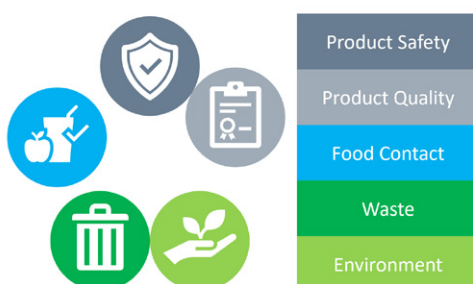 Product Safety
Product Quality
Food Contact
Waste
Environment